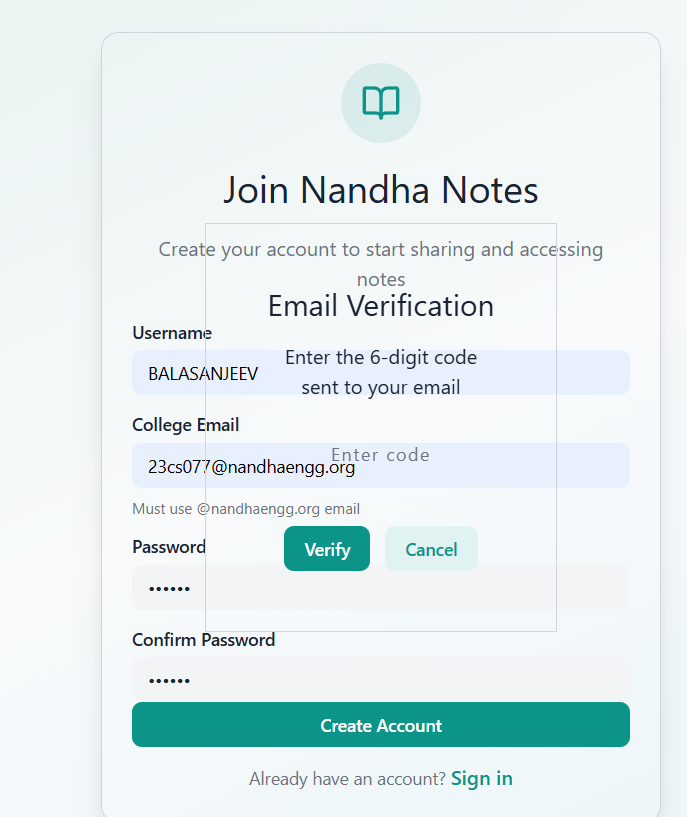 Join Nandha Notes
Create your account to start sharing and accessing
notes
Email Verification
Username
Enter the 6-digit code
BALASANJEEV
sent to your email
College Email
Enter code
23cs077@nandhaengg.org
Must use @nandhaengg.org email
Password
Verify
Cancel
••••••
Confirm Password
••••••
Create Account
Already have an account? Sign in